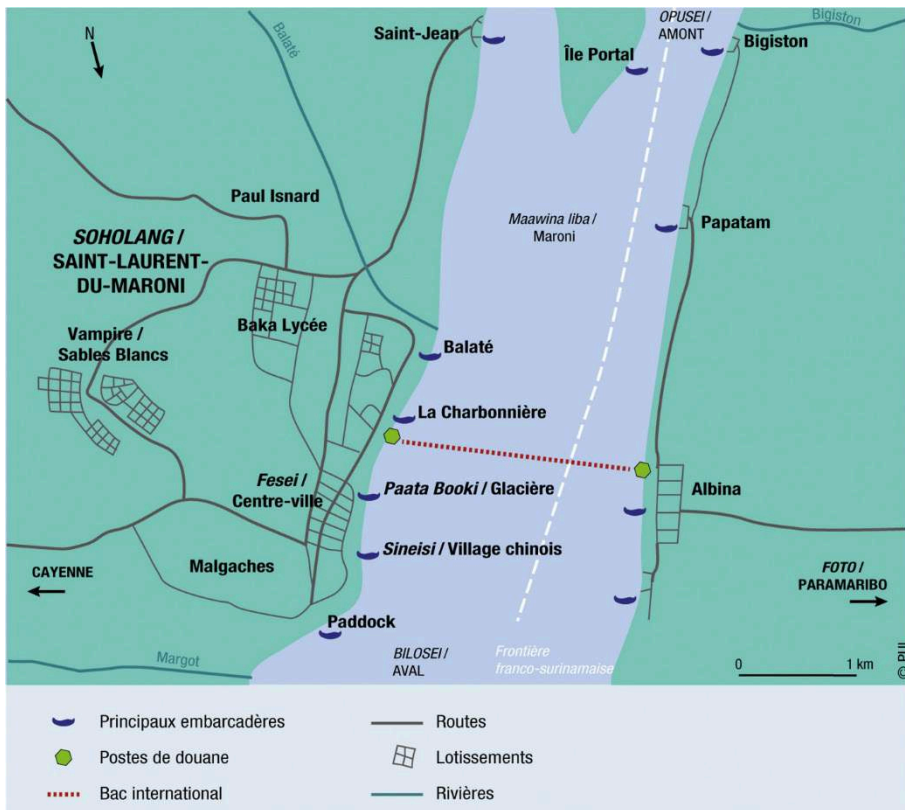 N
Balaté
Saint-Jean
OPUSEI /
AMONT
Bigiston
Île Portal
Bigiston
Paul Isnard
Maawina liba /
Maroni
Papatam
SOHOLANG /
SAINT-LAURENT-
DU-MARONI
Baka Lycée
Vampire /
Sables Blancs
Balaté
La Charbonnière
Fesei /
Centre-ville
Paata Booki / Glacière
Albina
Sineisi / Village chinois
Malgaches
CAYENNE
FOTO /
PARAMARIBO
Paddock
Margot
BILOSEI /
AVAL
Frontière
franco-surinamaise
0 1 km
© PUL
Principaux embarcadères
Routes
Postes de douane
Lotissements
Bac international
Rivières